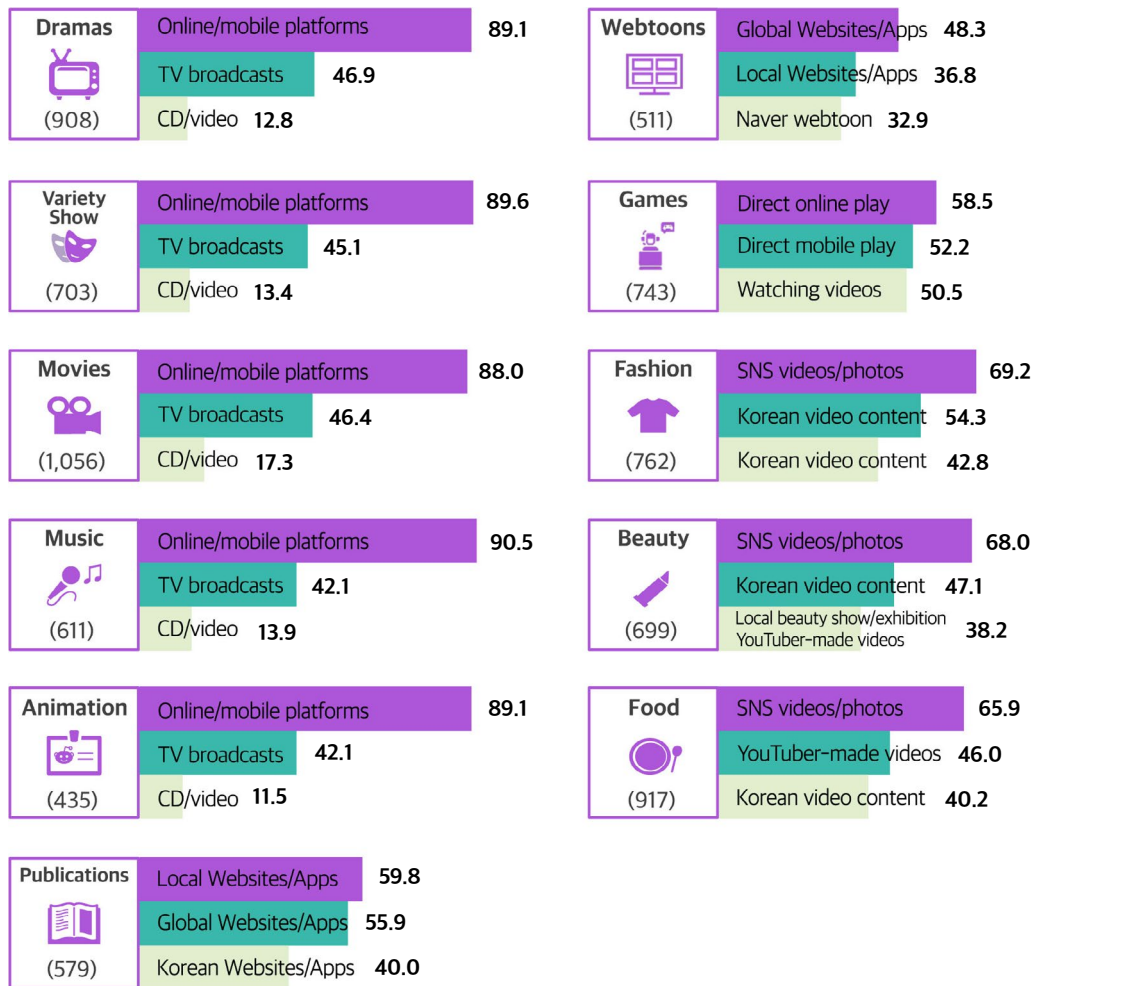 Dramas
(908)
Online/mobile platforms 89.1
TV broadcasts 46.9
CD/video 12.8
Variety
Show
(703)
Online/mobile platforms 89.6
TV broadcasts 45.1
CD/video 13.4
Movies
(1,056)
Online/mobile platforms 88.0
TV broadcasts 46.4
CD/video 17.3
Music
(611)
Online/mobile platforms 90.5
TV broadcasts 42.1
CD/video 13.9
Animation
(435)
Online/mobile platforms 89.1
TV broadcasts 42.1
CD/video 11.5
Publications
(579)
Local Websites/Apps 59.8
Global Websites/Apps 55.9
Korean Websites/Apps 40.0
Webtoons
(511)
Global Websites/Apps 48.3
Local Websites/Apps 36.8
Naver webtoon 32.9
Games
(743)
Direct online play 58.5
Direct mobile play 52.2
Watching videos 50.5
Fashion
(762)
SNS videos/photos 69.2
Korean video content 54.3
Korean video content 42.8
Beauty
(699)
SNS videos/photos 68.0
Korean video content 47.1
Local beauty show/exhibition
YouTuber-made videos 38.2
Food
(917)
SNS videos/photos 65.9
YouTuber-made videos 46.0
Korean video content 40.2